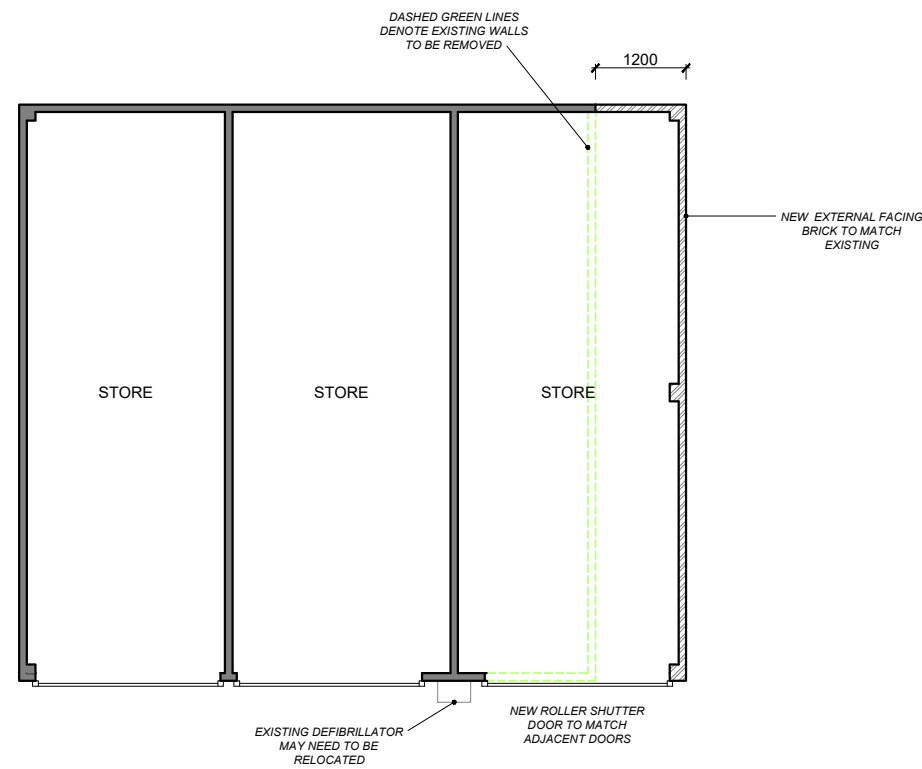 DASHED GREEN LINES
DENOTE EXISTING WALLS
TO BE REMOVED
1200
NEW EXTERNAL FACING
BRICK TO MATCH
EXISTING
STORE
STORE
STORE
EXISTING DEFIBRILLATOR
MAY NEED TO BE
RELOCATED
NEW ROLLER SHUTTER
DOOR TO MATCH
ADJACENT DOORS